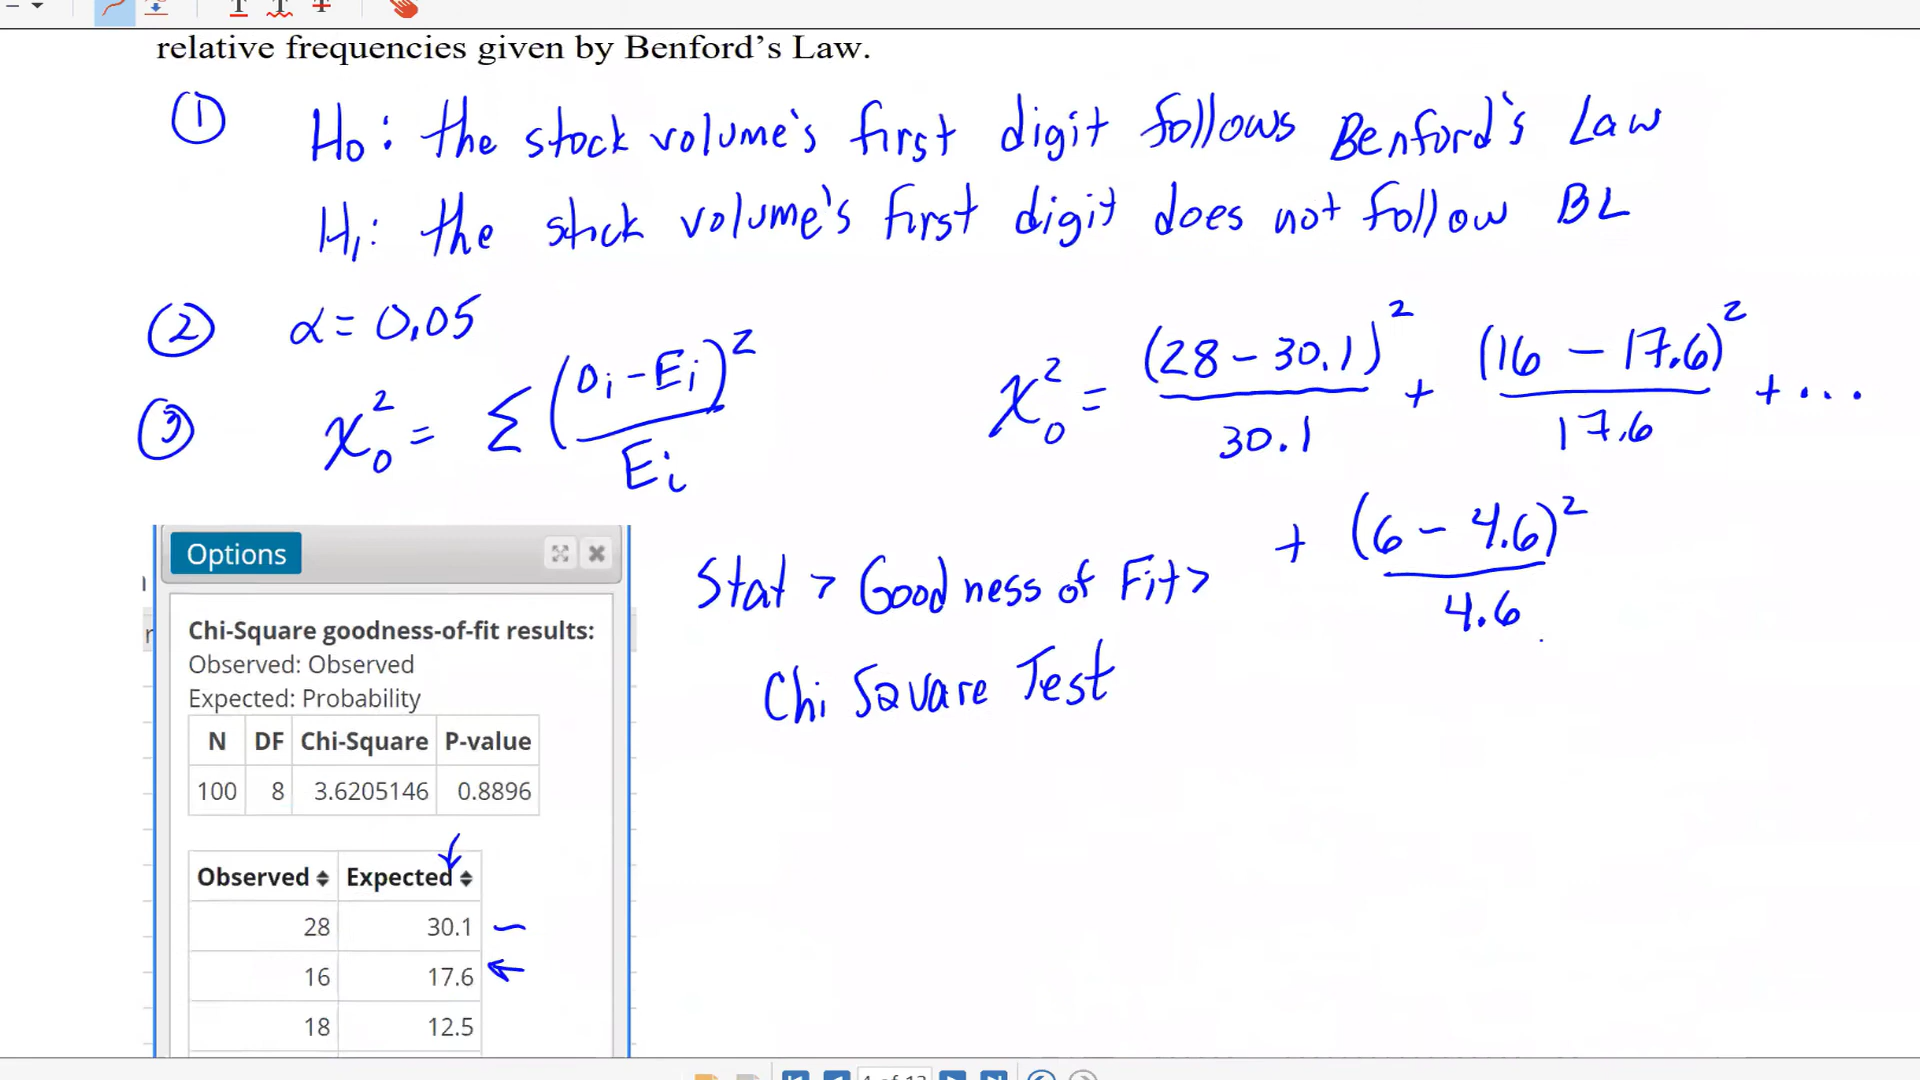 relative frequencies given by Benford's Law.
① H₀: the stock volume's first digit follows Benford's Law
H₁: the stock volume's first digit does not follow BL
② α = 0.05
③ χ₀² = Σ (Oᵢ - Eᵢ)² / Eᵢ
χ₀² = (28 - 30.1)² / 30.1 + (16 - 17.6)² / 17.6 + ...
+ (6 - 4.6)² / 4.6
Stat > Goodness of Fit >
Chi Square Test
Options
Chi-Square goodness-of-fit results:
Observed: Observed
Expected: Probability
N DF Chi-Square P-value
100 8 3.6205146 0.8896
Observed Expected
28 30.1
16 17.6
18 12.5